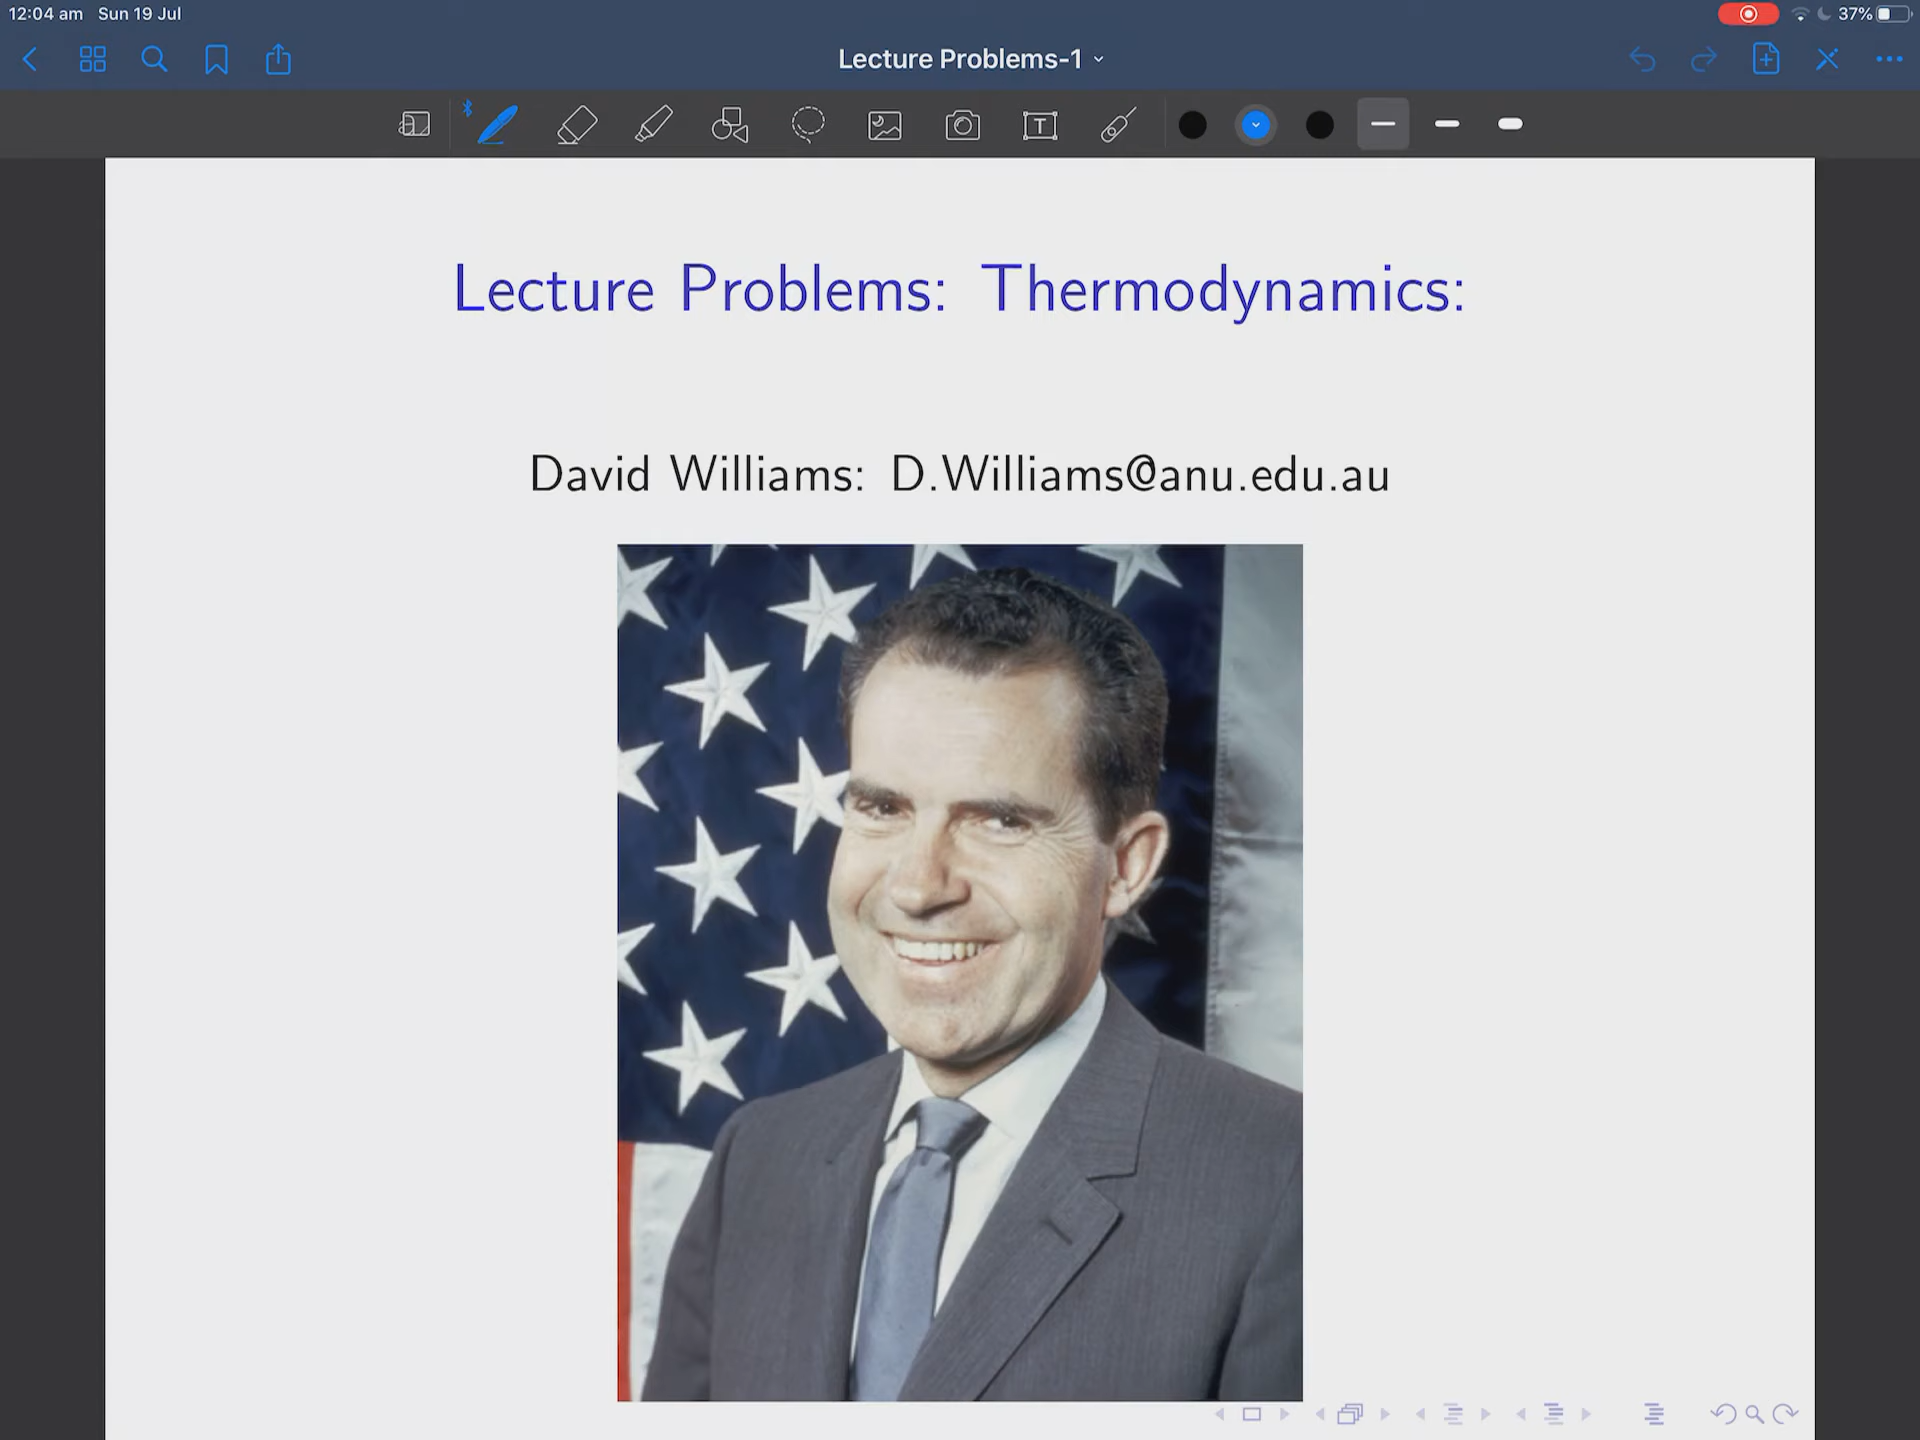 12:04 am Sun 19 Jul
37%
Lecture Problems-1
T
Lecture Problems: Thermodynamics:
David Williams: D.Williams@anu.edu.au